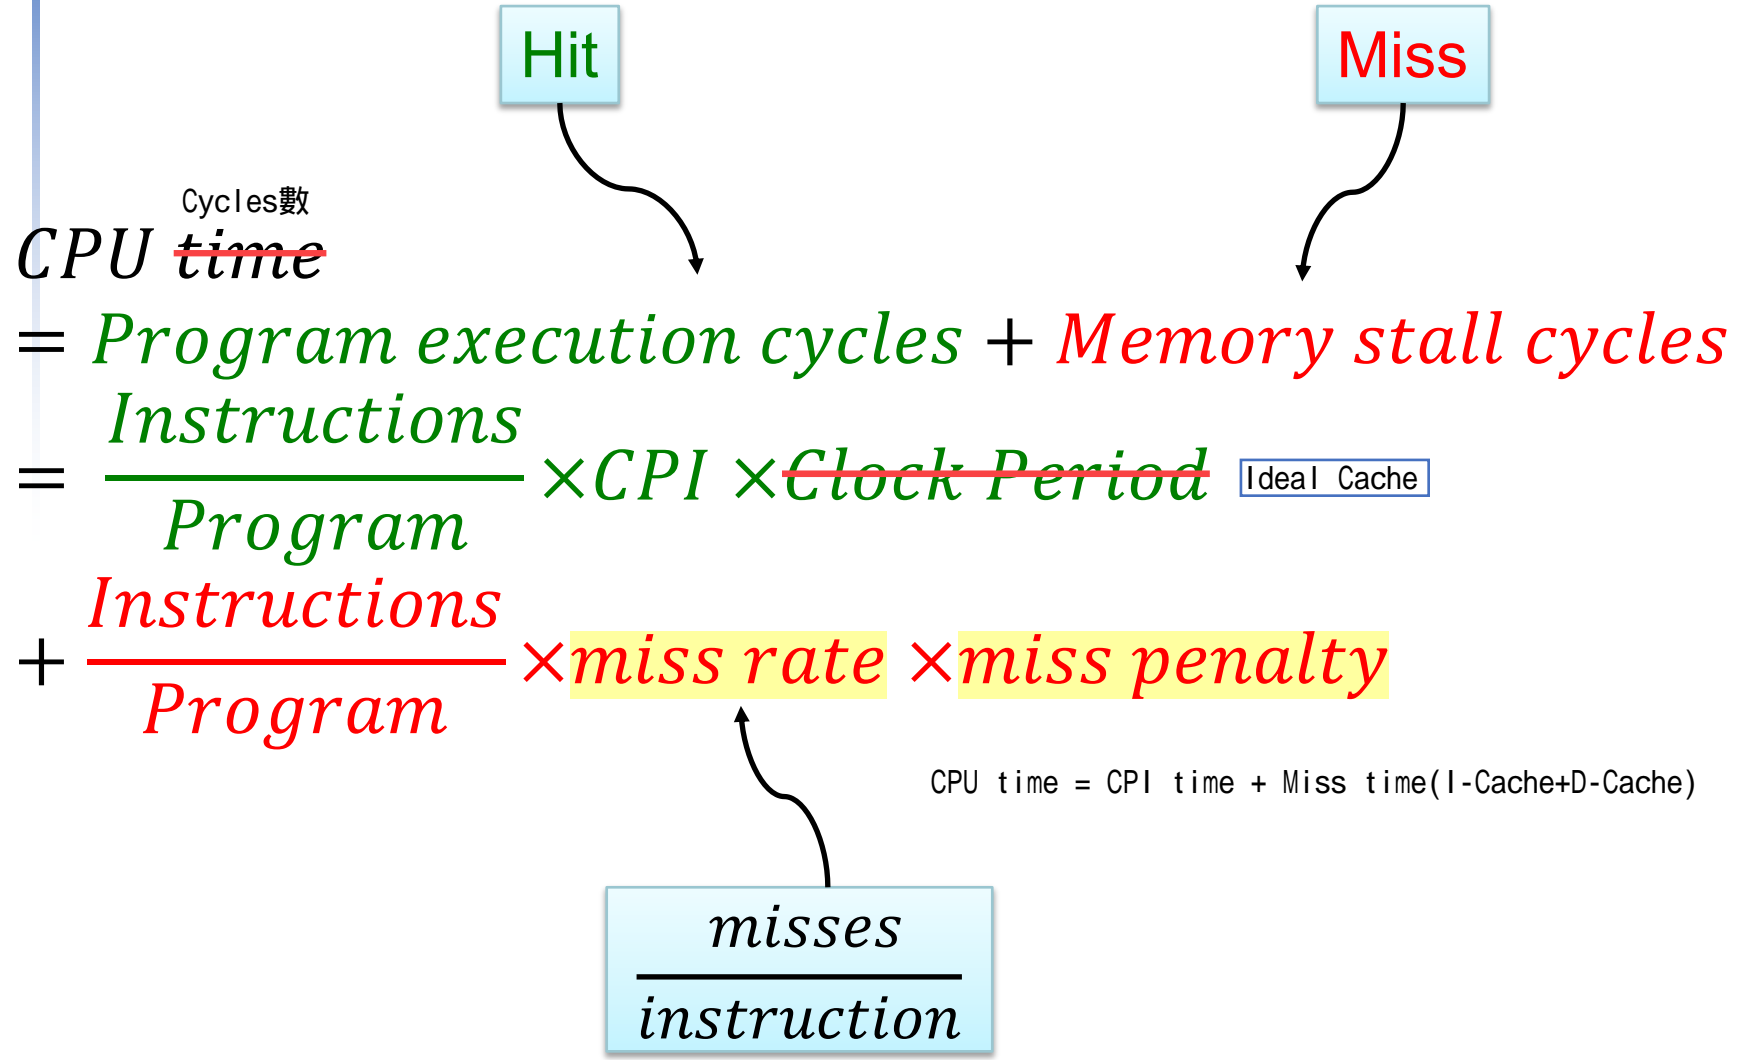 Hit
Miss
Cycles數
CPU time
= Program execution cycles + Memory stall cycles
= Instructions / Program × CPI × Clock Period
Ideal Cache
+ Instructions / Program × miss rate × miss penalty
CPU time = CPI time + Miss time(I-Cache+D-Cache)
misses
instruction